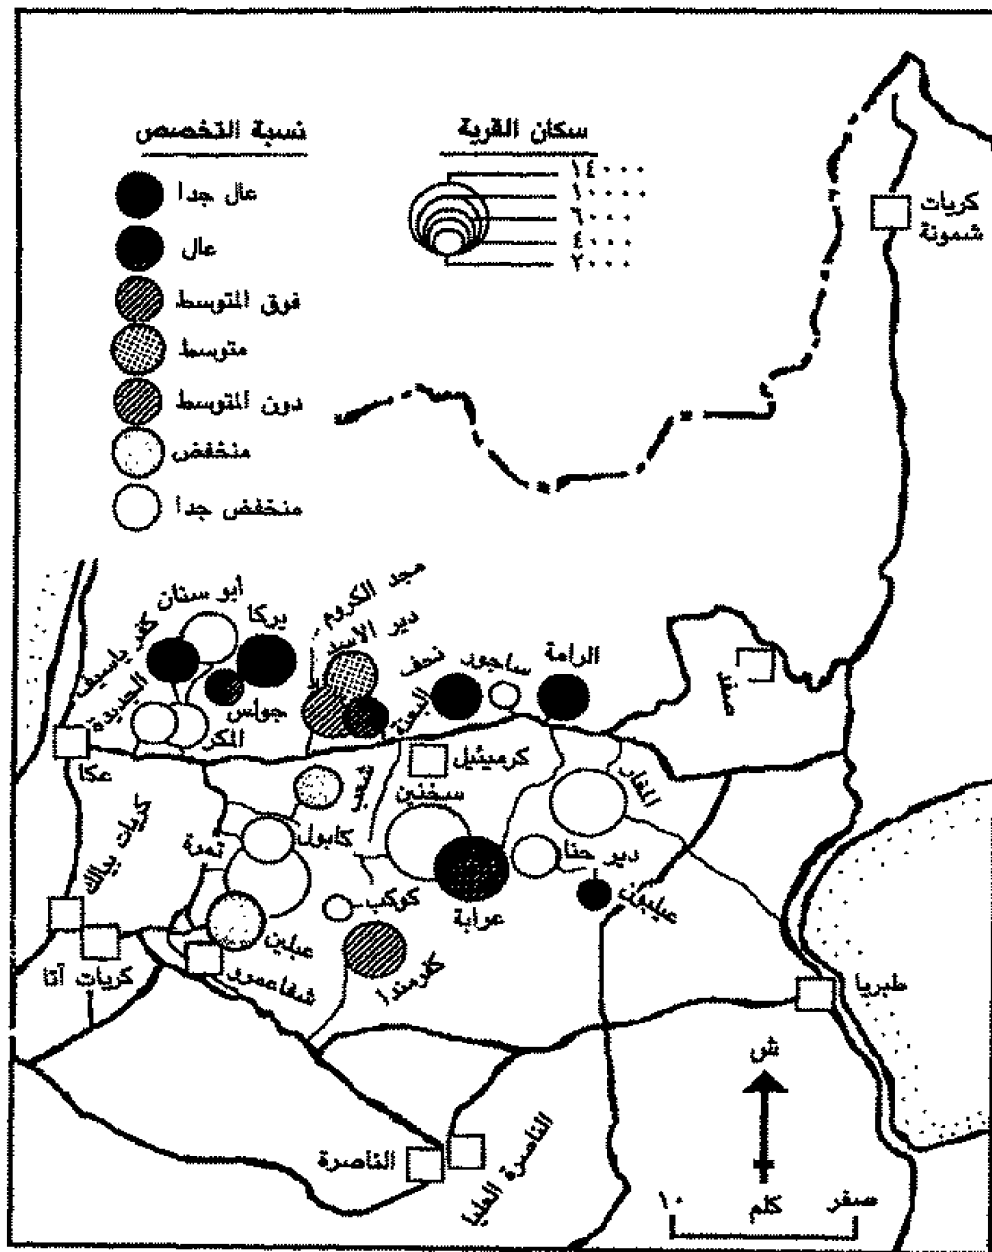 نسبة التخصص
عال جدا
عال
فوق المتوسط
متوسط
دون المتوسط
منخفض
منخفض جدا
سكان القرية
١٤٠٠٠
١٠٠٠٠
٦٠٠٠
٤٠٠٠
٢٠٠٠
كريات
شمونة
مجد الكروم
دير الأسد
أبو سنان
يركا
كفر ياسيف
الجديدة
جولس
المكر
نحف
ساجور
الرامة
البعنة
صفد
عكا
كرميئيل
شعب
سخنين
المغار
كريات بيالك
تمرة
كابول
دير حنا
عيلبون
كوكب
عرابة
عبلين
شفاعمرو
كفرمندا
كريات آتا
طبريا
ش
الناصرة
الناصرة العليا
صفر
كلم
١٠